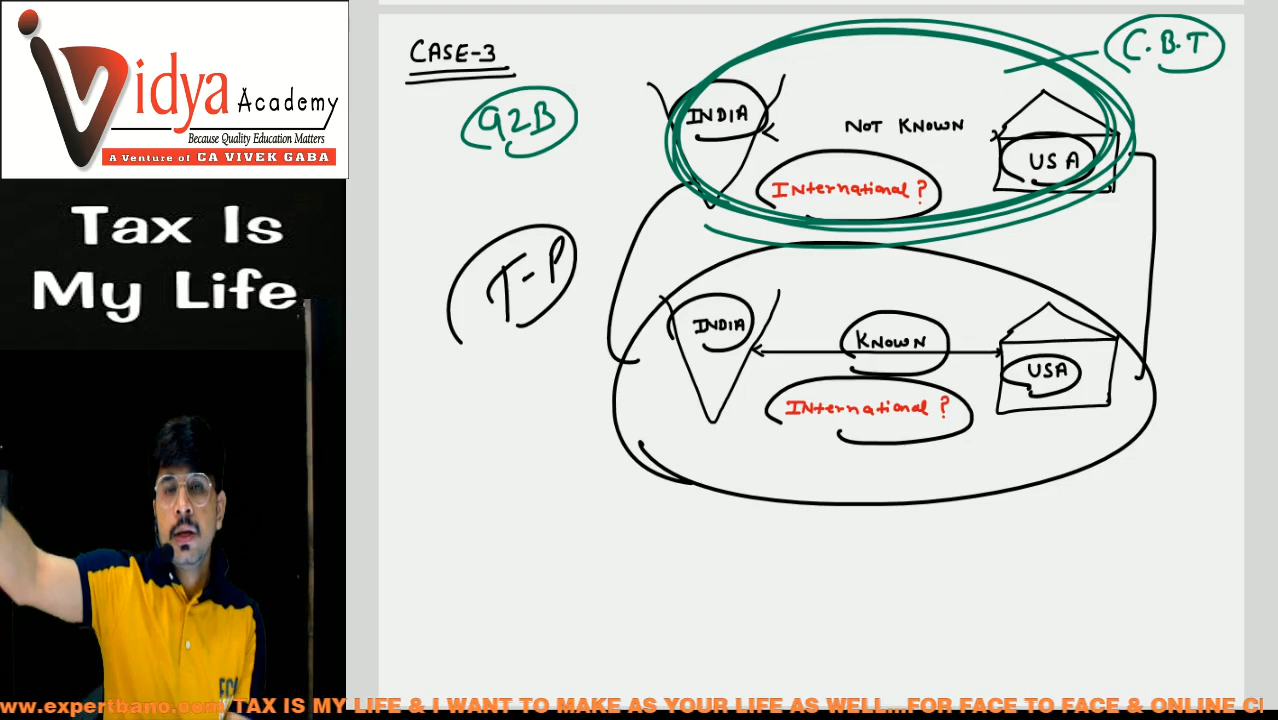 Vidya
Academy
Because Quality Education Matters
A Venture of CA VIVEK GABA
Tax Is
My Life
CASE-3
C.B.T
92B
INDIA
NOT KNOWN
USA
INternational?
T-P
INDIA
KNOWN
USA
INternational?
ww.expertbano.com/TAX IS MY LIFE & I WANT TO MAKE AS YOUR LIFE AS WELL....FOR FACE TO FACE & ONLINE